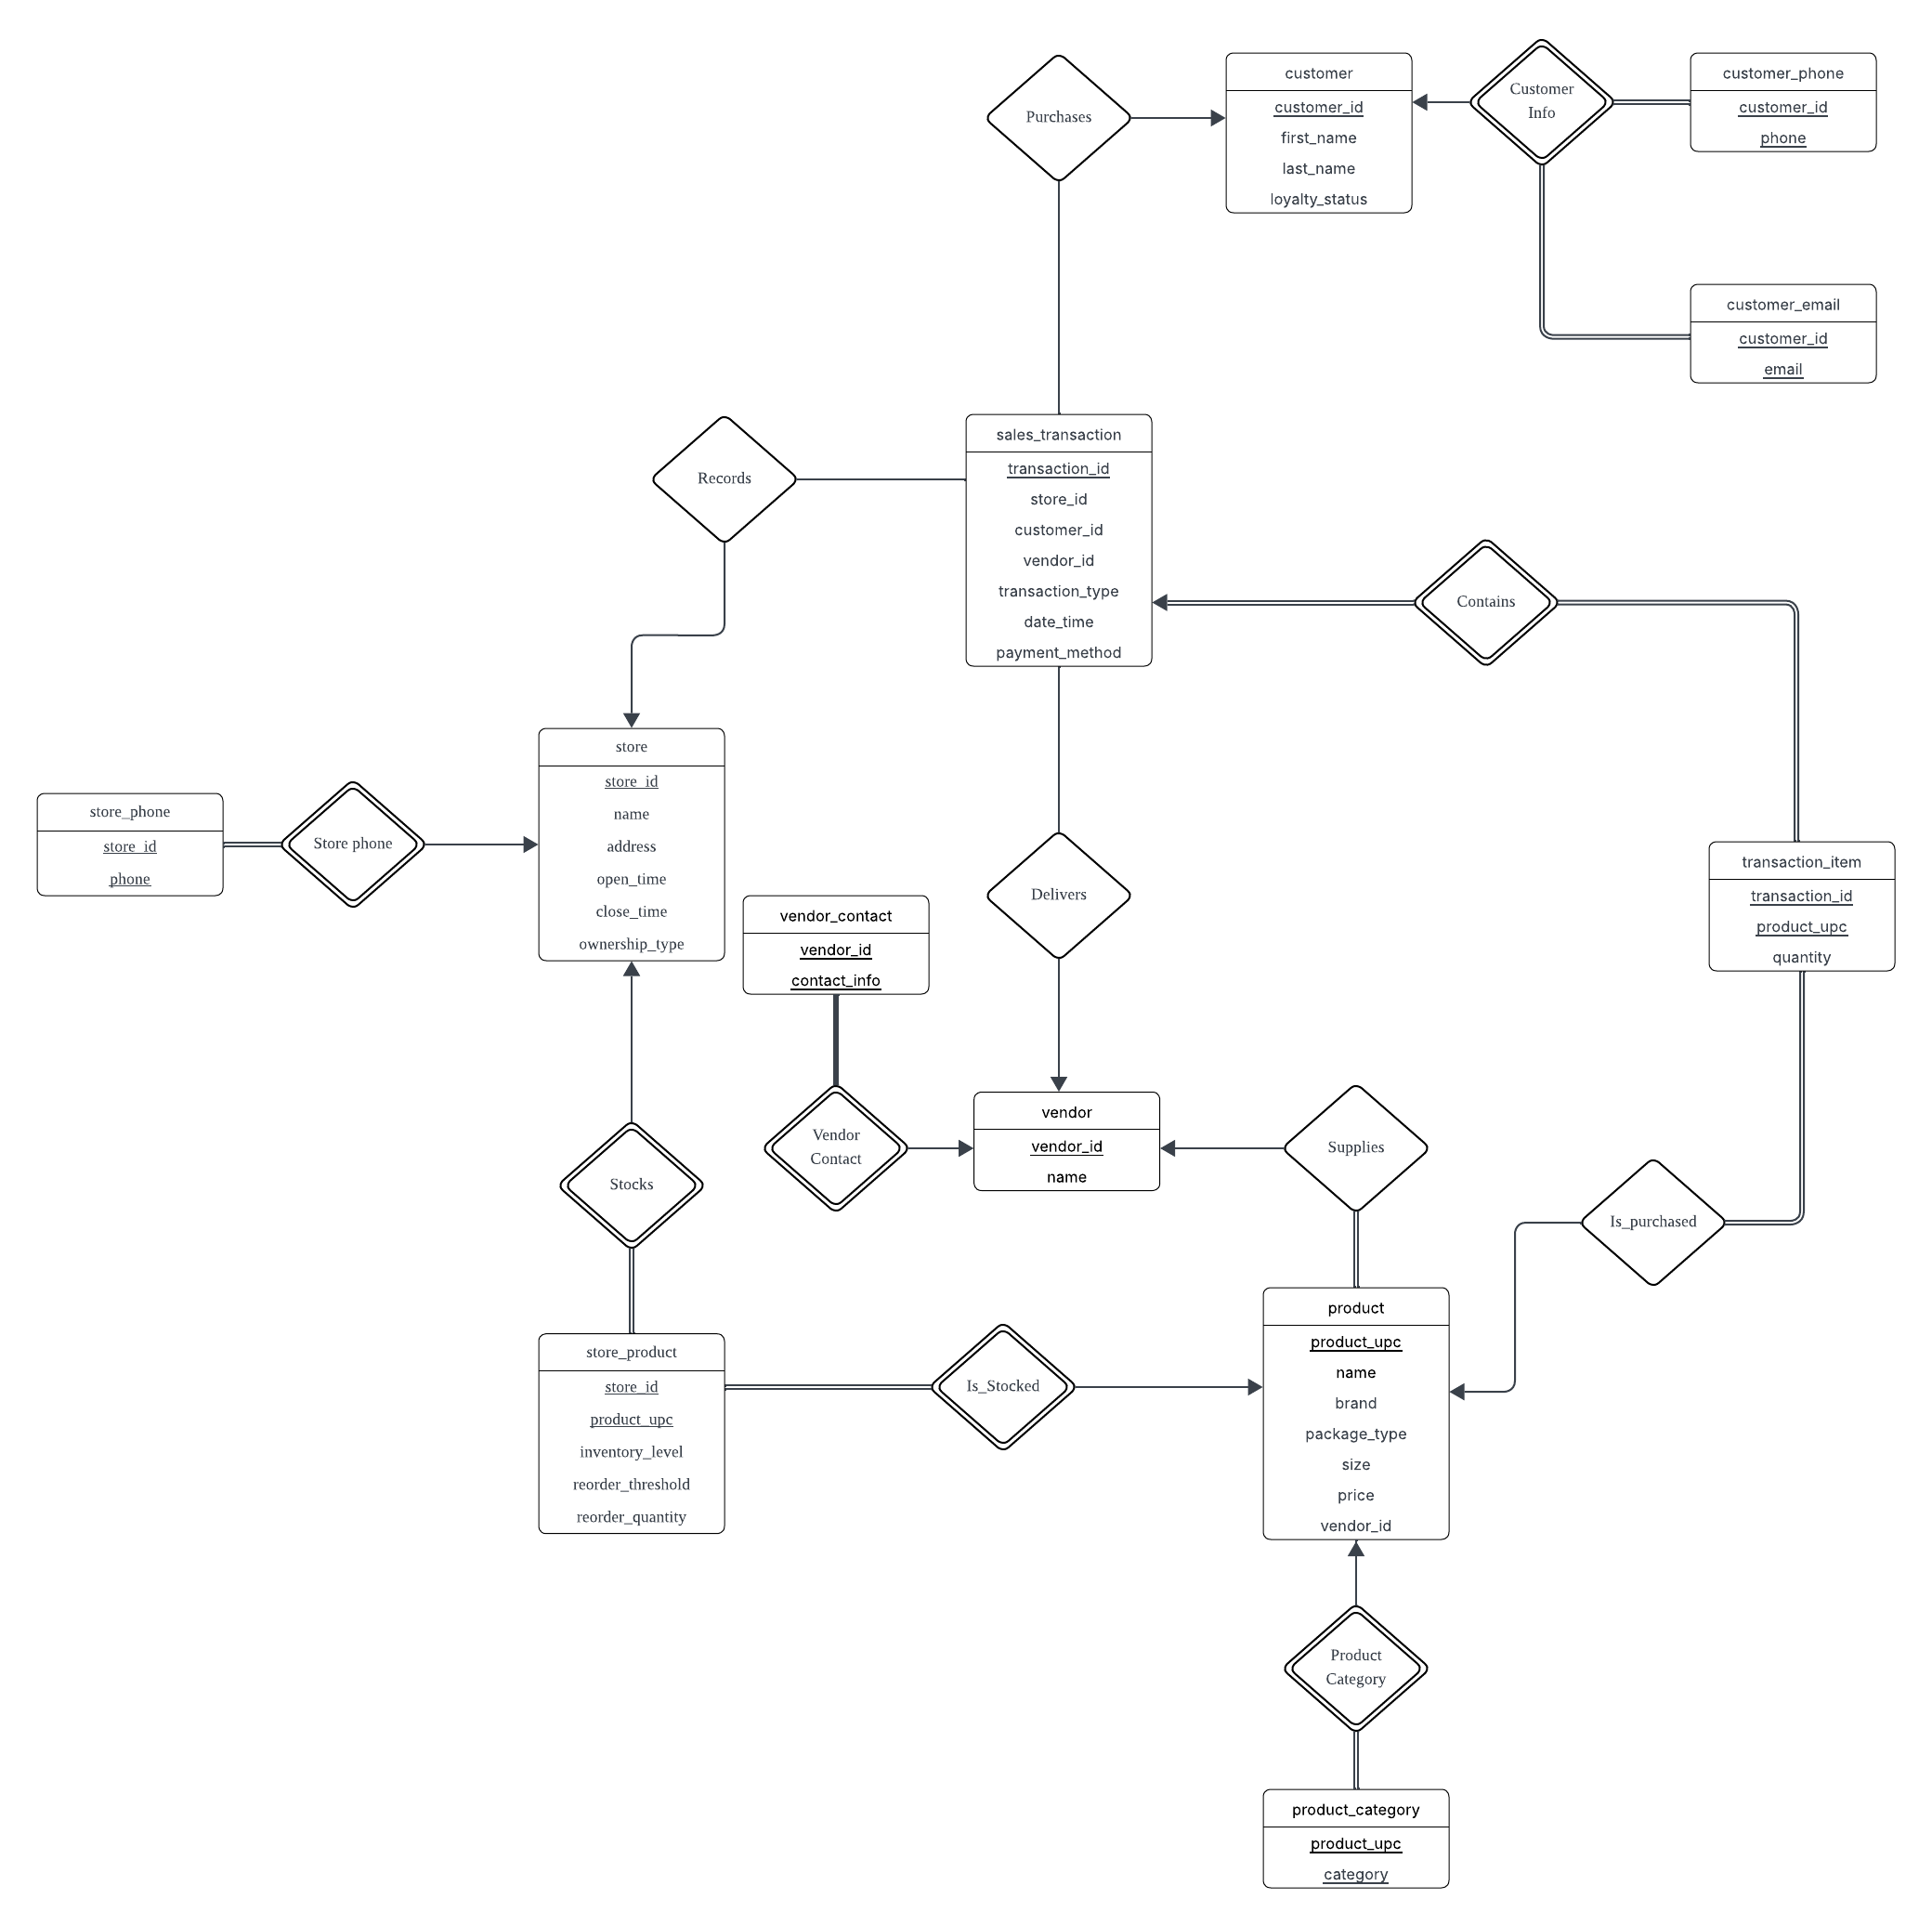 Purchases
customer
customer_id
first_name
last_name
loyalty_status
Customer
Info
customer_phone
customer_id
phone
customer_email
customer_id
email
Records
sales_transaction
transaction_id
store_id
customer_id
vendor_id
transaction_type
date_time
payment_method
Contains
store_phone
store_id
phone
Store phone
store
store_id
name
address
open_time
close_time
ownership_type
vendor_contact
vendor_id
contact_info
Delivers
transaction_item
transaction_id
product_upc
quantity
Stocks
Vendor
Contact
vendor
vendor_id
name
Supplies
Is_purchased
store_product
store_id
product_upc
inventory_level
reorder_threshold
reorder_quantity
Is_Stocked
product
product_upc
name
brand
package_type
size
price
vendor_id
Product
Category
product_category
product_upc
category